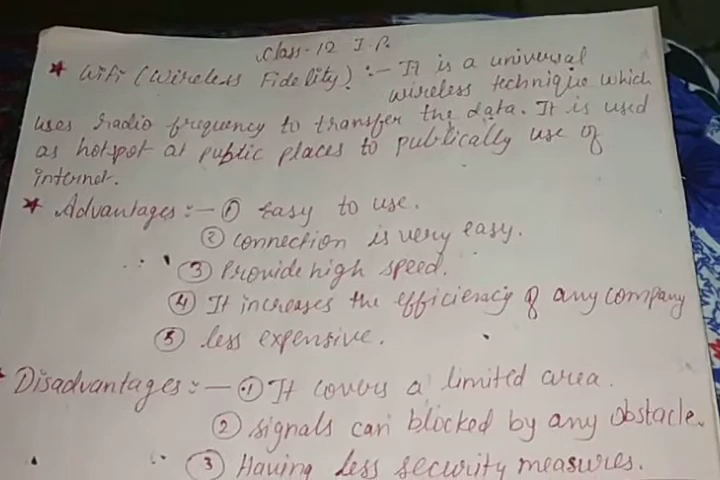 Class-12 I.P.
* WiFi (Wireless Fidelity) :- It is a universal
wireless technique which
uses radio frequency to transfer the data. It is used
as hotspot at public places to publically use of
internet.
* Advantages :- ① Easy to use.
② Connection is very easy.
③ Provide high speed.
④ It increases the efficiency of any company
⑤ less expensive.
Disadvantages :- ① It covers a limited area.
② Signals can blocked by any obstacle.
③ Having less security measures.